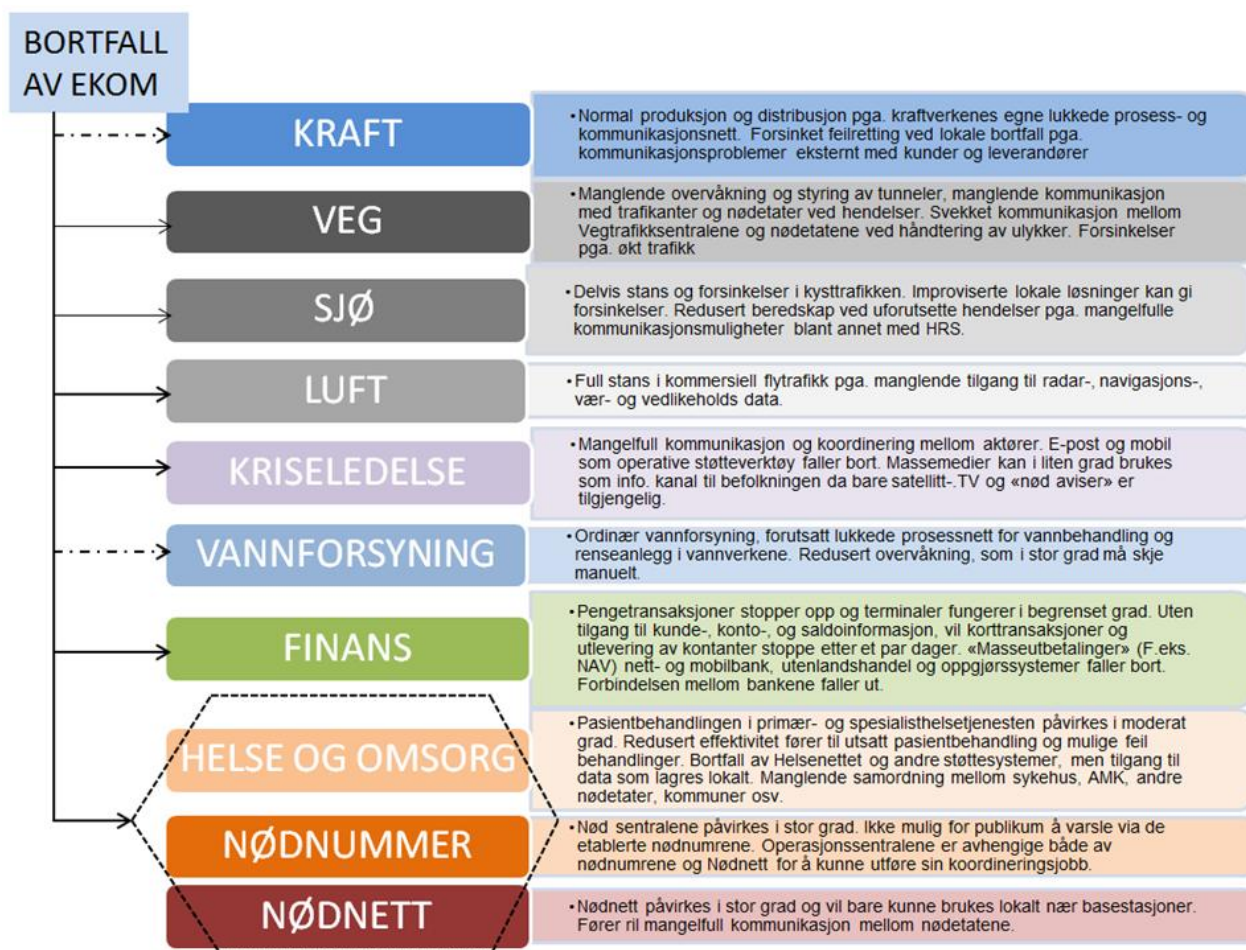 BORTFALL
AV EKOM
KRAFT
•Normal produksjon og distribusjon pga. kraftverkenes egne lukkede prosess- og
kommunikasjonsnett.  Forsinket feilretting ved lokale bortfall pga.
kommunikasjonsproblemer  eksternt med kunder og leverandører
VEG
•Manglende overvåkning og styring av tunneler, manglende kommunikasjon
med trafikanter og nødetater ved hendelser. Svekket kommunikasjon mellom
Vegtrafikksentralene og nødetatene ved håndtering av ulykker. Forsinkelser
pga. økt trafikk
SJØ
•Delvis stans og forsinkelser i kysttrafikken. Improviserte lokale løsninger kan gi
forsinkelser. Redusert beredskap ved uforutsette hendelser pga. mangelfulle
kommunikasjonsmuligheter  blant annet med HRS.
LUFT
•Full stans i kommersiell flytrafikk pga. manglende tilgang til radar-, navigasjons-,
vær- og vedlikeholds data.
KRISELEDELSE
•Mangelfull kommunikasjon og koordinering mellom aktører. E-post og mobil
som operative støtteverktøy faller bort. Massemedier kan i liten grad brukes
som info. kanal til befolkningen da bare satellitt-.TV og «nød aviser» er
tilgjengelig.
VANNFORSYNING
•Ordinær vannforsyning, forutsatt lukkede prosessnett for vannbehandling og
renseanlegg i vannverkene. Redusert overvåkning, som i stor grad må skje
manuelt.
FINANS
•Pengetransaksjoner stopper opp og terminaler fungerer i begrenset grad. Uten
tilgang til kunde-, konto-, og saldoinformasjon, vil korttransaksjoner og
utlevering av kontanter stoppe etter et par dager. «Masseutbetalinger» (F.eks.
NAV) nett- og mobilbank, utenlandshandel og oppgjørssystemer faller bort.
Forbindelsen mellom bankene faller ut.
HELSE OG OMSORG
•Pasientbehandlingen i primær- og spesialisthelsetjenesten påvirkes i moderat
grad. Redusert effektivitet fører til utsatt pasientbehandling og mulige feil
behandlinger. Bortfall av Helsenettet og andre støttesystemer, men tilgang til
data som lagres lokalt. Manglende samordning mellom sykehus, AMK, andre
nødetater, kommuner osv.
NØDNUMMER
•Nød sentralene påvirkes i stor grad. Ikke mulig for publikum å varsle via de
etablerte nødnumrene. Operasjonssentralene er avhengige både av
nødnumrene og Nødnett for å kunne utføre sin koordineringsjobb.
NØDNETT
•Nødnett påvirkes i stor grad og vil bare kunne brukes lokalt nær basestasjoner.
Fører ril mangelfull kommunikasjon mellom nødetatene.